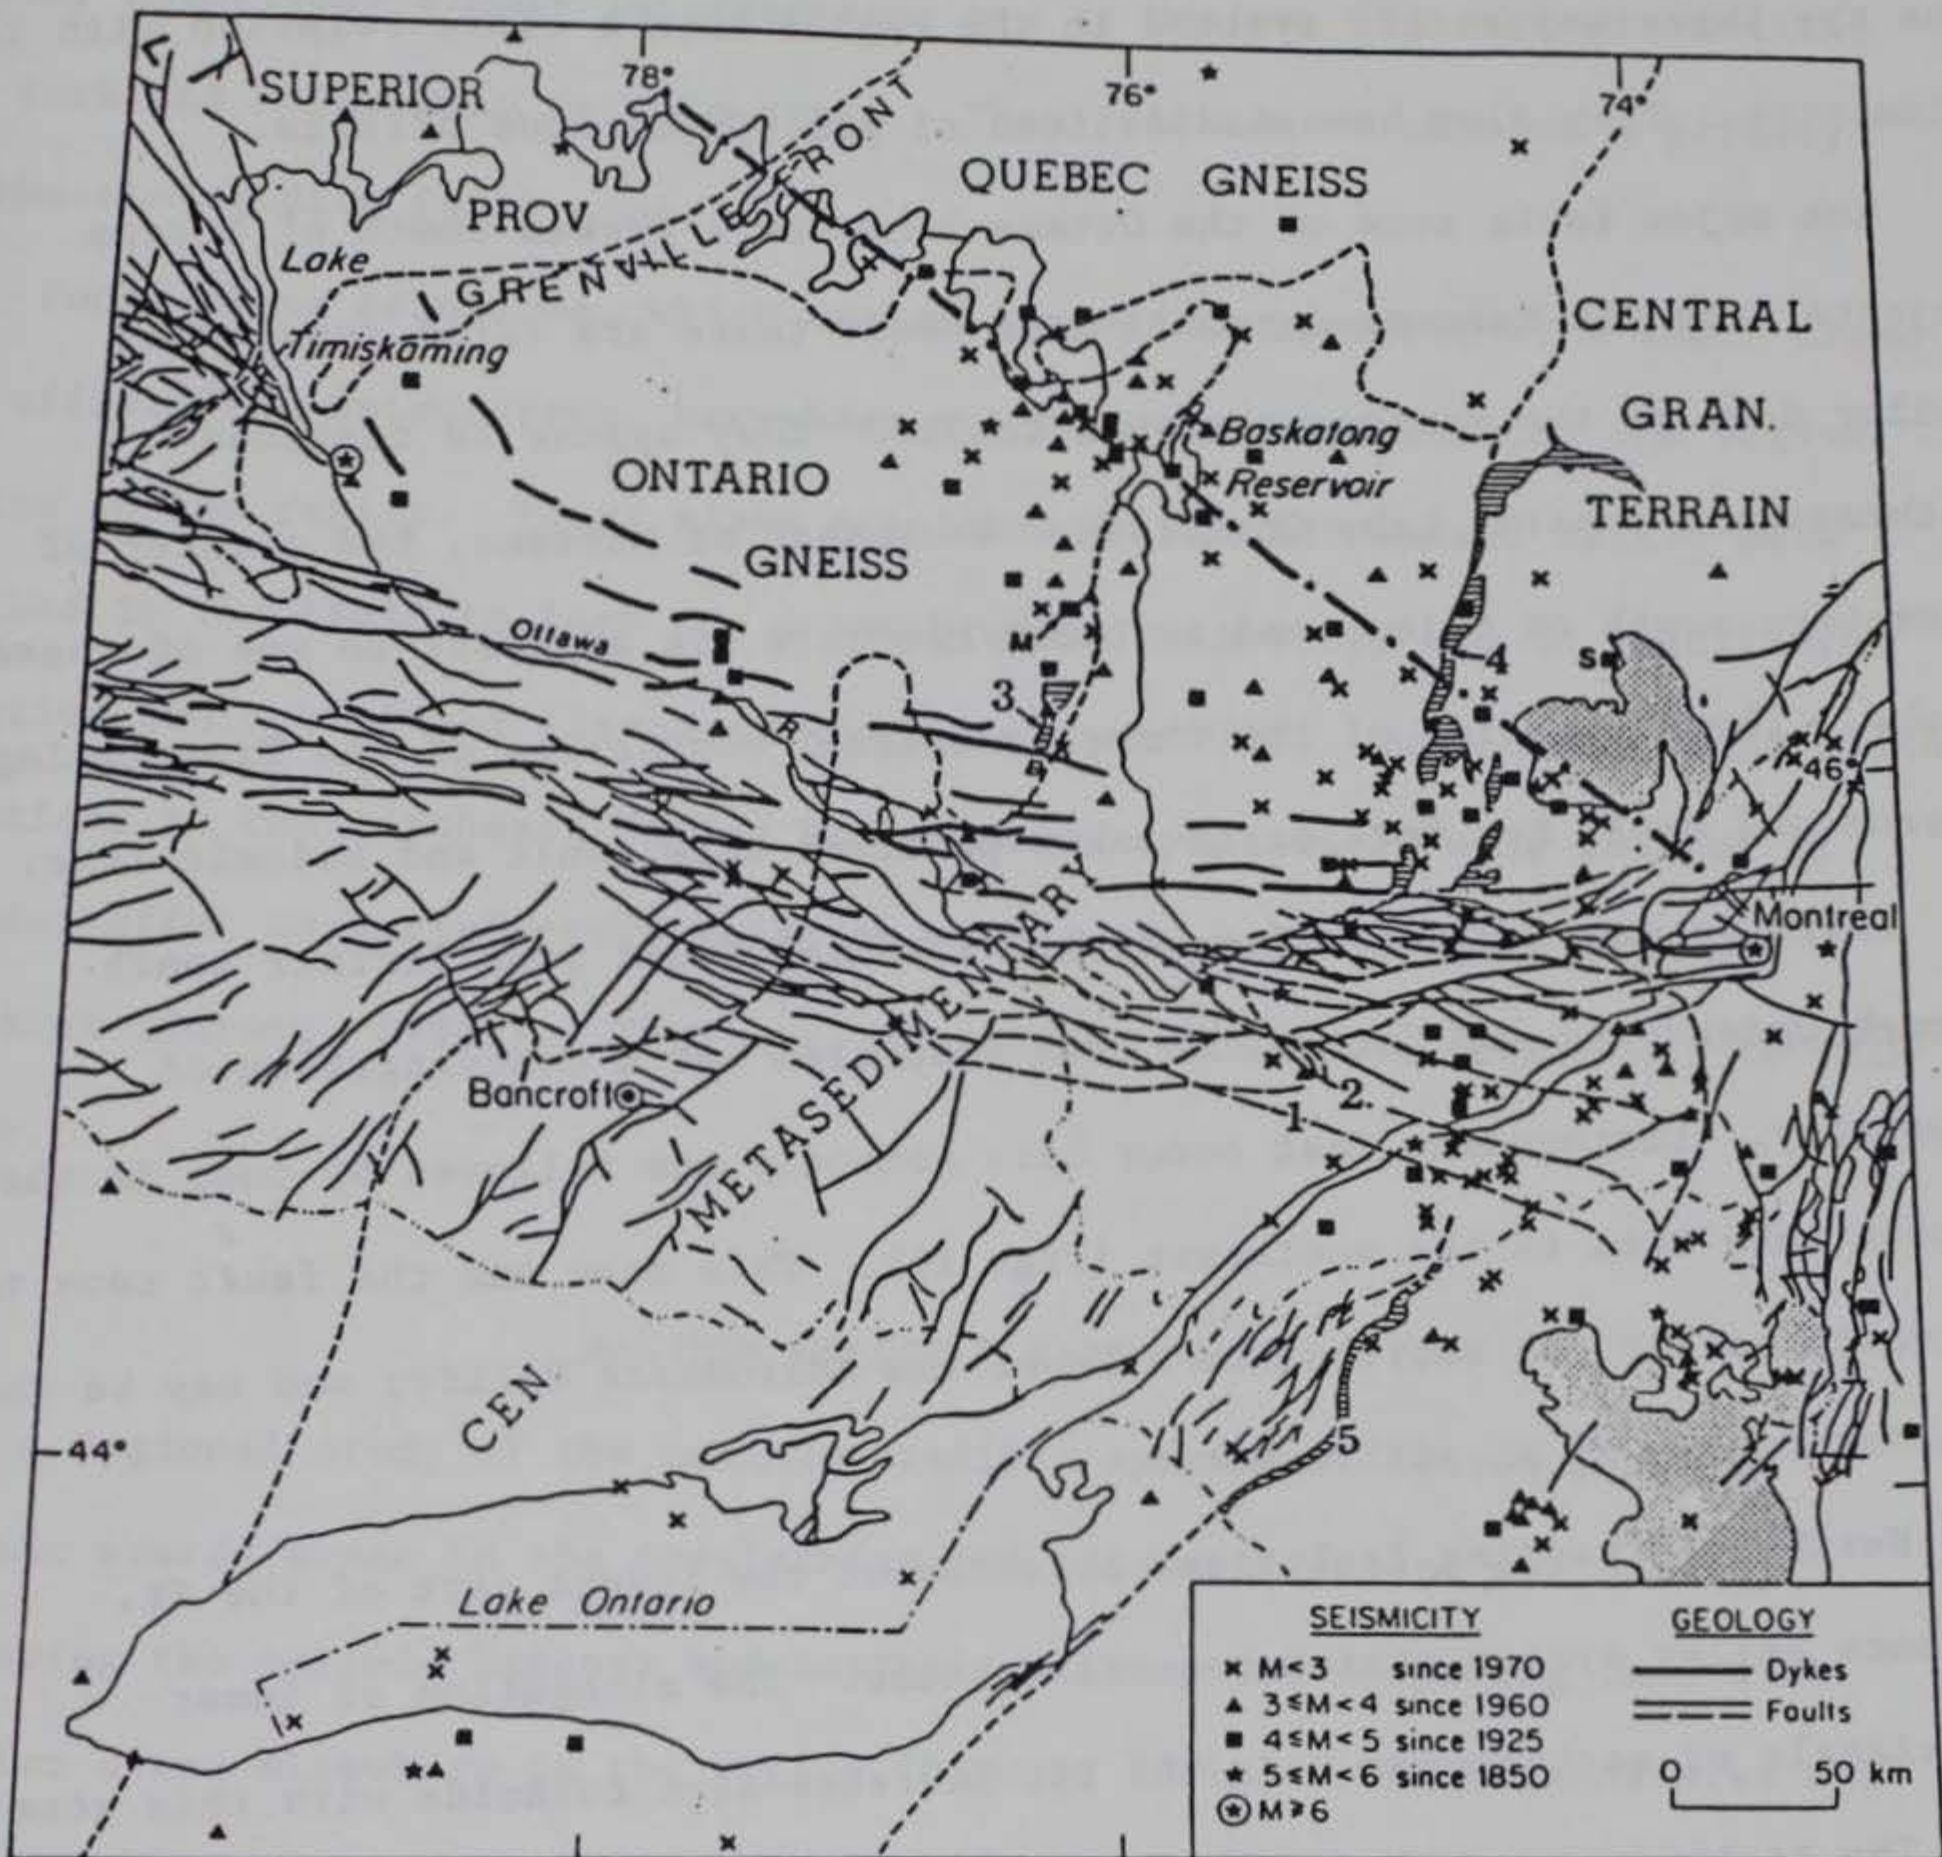 78°
76°
74°
SUPERIOR
PROV
GRENVILLE FRONT
QUEBEC GNEISS
Lake
Timiskaming
CENTRAL
GRAN.
TERRAIN
Baskatong
Reservoir
ONTARIO
GNEISS
Ottawa
R
M
3
4
S
46°
Montreal
Bancroft
CEN METASEDIMENTARY
1
2
5
44°
Lake Ontario
SEISMICITY
× M<3 since 1970
▲ 3≤M<4 since 1960
■ 4≤M<5 since 1925
★ 5≤M<6 since 1850
M≥6
GEOLOGY
Dykes
Faults
0 50 km